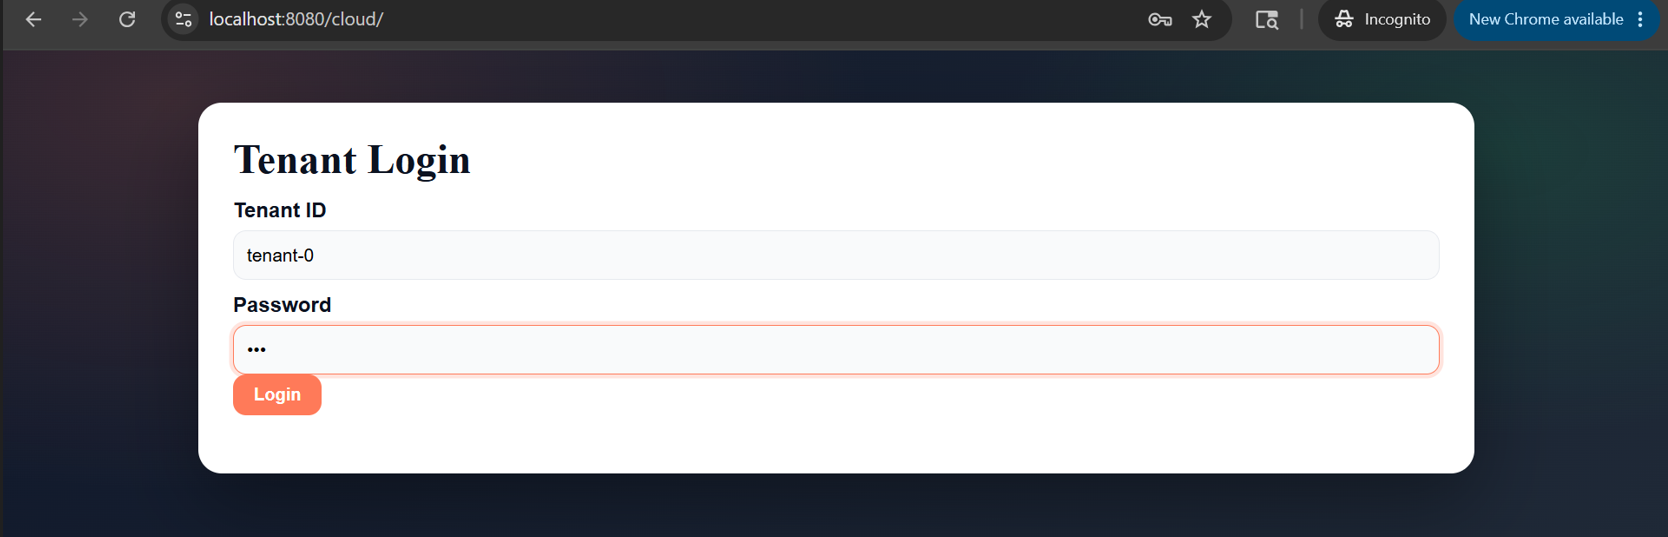 localhost:8080/cloud/
Incognito
New Chrome available
Tenant Login
Tenant ID
tenant-0
Password
•••
Login